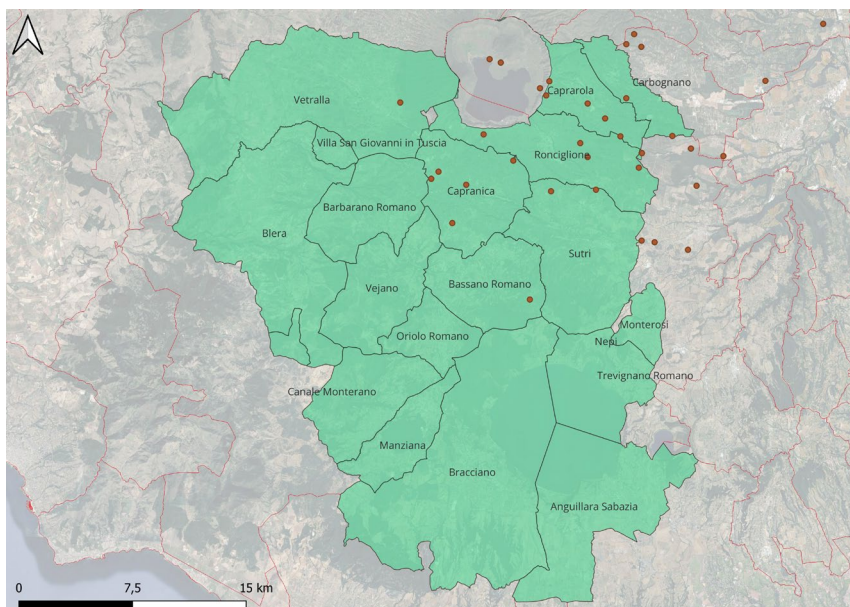 Vetralla
Caprarola
Carbognano
Villa San Giovanni in Tuscia
Ronciglione
Capranica
Barbarano Romano
Blera
Sutri
Vejano
Bassano Romano
Monterosi
Oriolo Romano
Nepi
Trevignano Romano
Canale Monterano
Manziana
Bracciano
Anguillara Sabazia
0 7,5 15 km